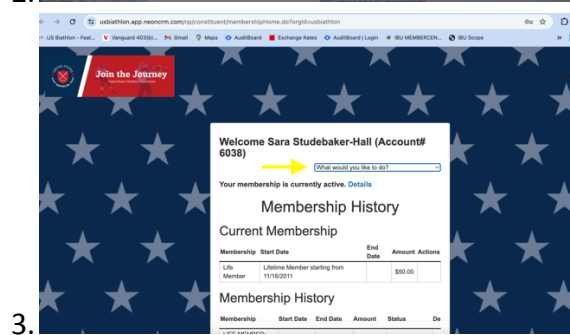 2.
usbiathlon.app.neoncrm.com/np/constituent/membershipHome.do?orgId=usbiathlon
US Biathlon - Feat... Vanguard 403(b)... Gmail Maps AuditBoard Exchange Rates AuditBoard | Login IBU MEMBERCEN... IBU Scope »
Join the Journey
Welcome Sara Studebaker-Hall (Account#
6038)
What would you like to do?
Your membership is currently active. Details
Membership History
Current Membership
Membership Start Date End Date Amount Actions
Life Member Lifetime Member starting from 11/16/2011 $50.00
Membership History
Membership Start Date End Date Amount Status De
LIFE MEMBER:
3.